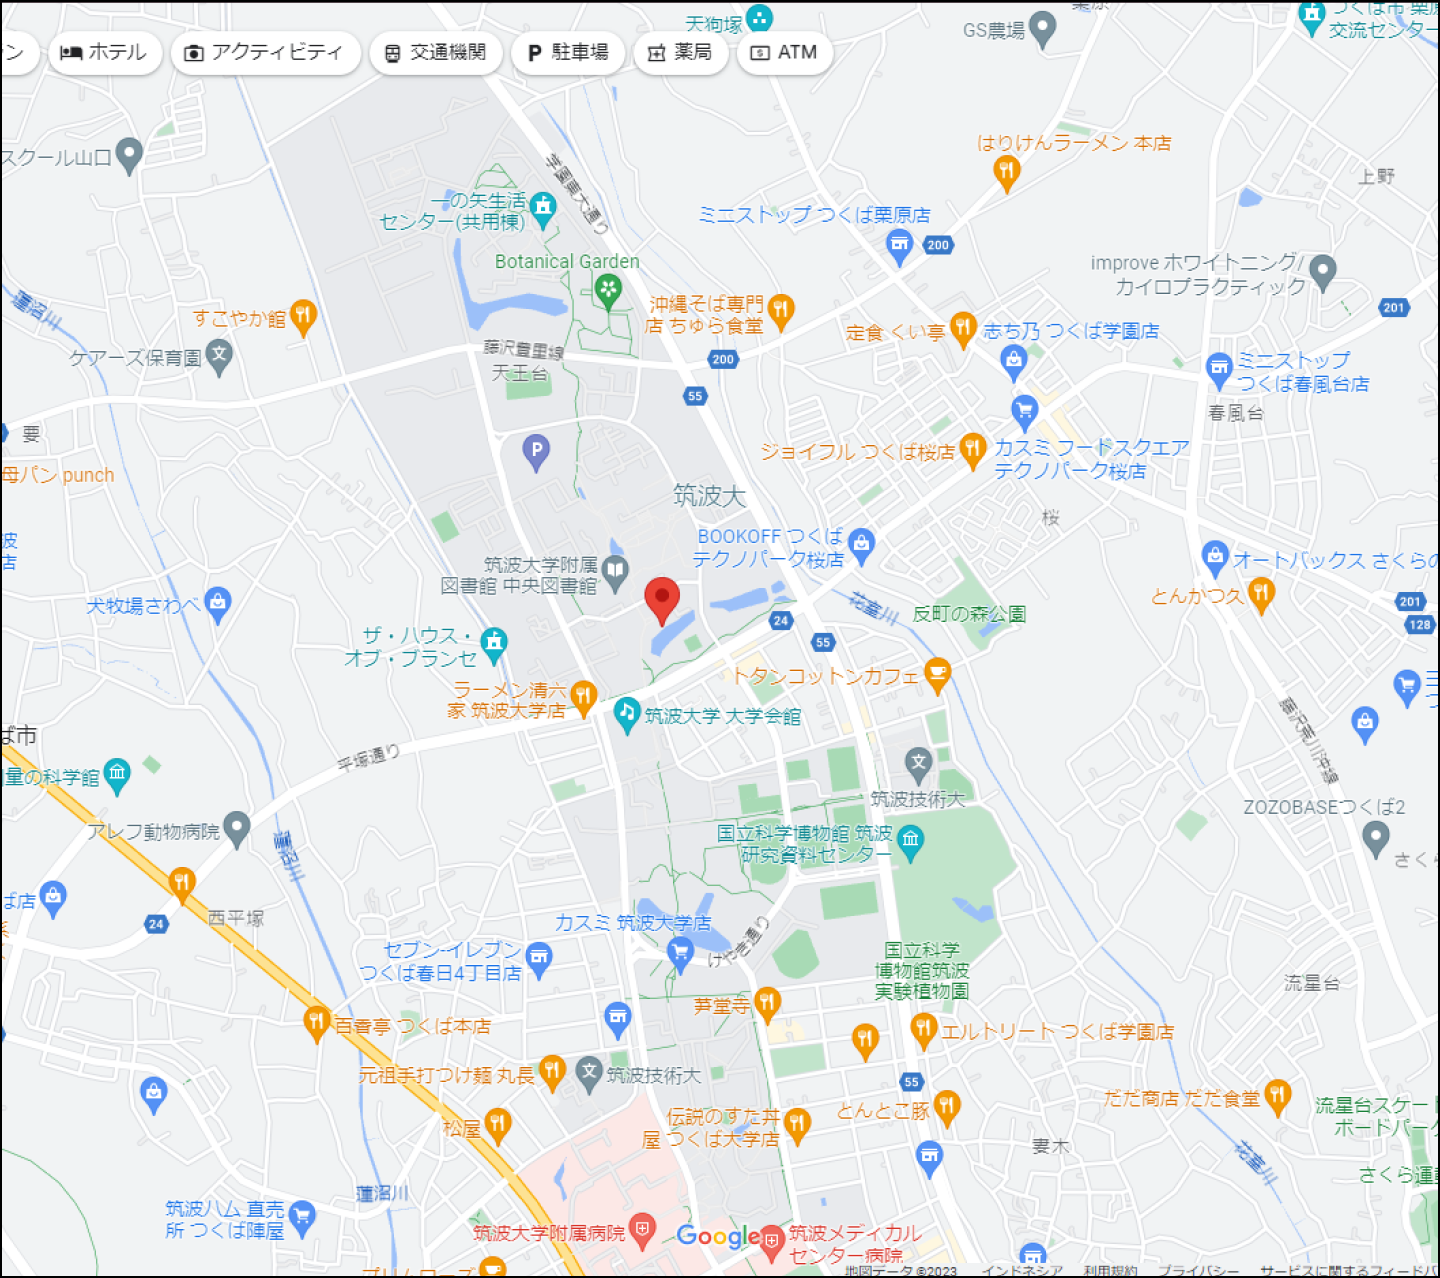 天狗塚
GS農場
栗原
つくば市 栗原
交流センター
ン
ホテル
アクティビティ
交通機関
P 駐車場
薬局
ATM
スクール山口
はりけんラーメン 本店
上野
学園東大通り
一の矢生活
センター(共用棟)
ミニストップ つくば栗原店
200
Botanical Garden
improve ホワイトニング/
カイロプラクティック
蓮沼川
すこやか館
沖縄そば専門
店 ちゅら食堂
定食 くい亭
志ち乃 つくば学園店
201
ケアーズ保育園
藤沢豊里線
天王台
200
55
ミニストップ
つくば春風台店
春風台
要
P
ジョイフル つくば桜店
カスミ フードスクエア
テクノパーク桜店
母パン punch
筑波大
桜
波
店
BOOKOFF つくば
テクノパーク桜店
オートバックス さくらの
筑波大学附属
図書館 中央図書館
とんかつ久
201
犬牧場さわべ
花室川
反町の森公園
24
55
128
ザ・ハウス・
オブ・ブランセ
トタンコットンカフェ
三
つ
ラーメン清六
家 筑波大学店
筑波大学 大学会館
藤沢荒川沖線
ば市
平塚通り
量の科学館
筑波技術大
ZOZOBASEつくば2
アレフ動物病院
国立科学博物館 筑波
研究資料センター
蓮沼川
さくら
ば店
24
西平塚
カスミ 筑波大学店
けやき通り
セブン-イレブン
つくば春日4丁目店
国立科学
博物館筑波
実験植物園
流星台
芛堂寺
百香亭 つくば本店
エルトリート つくば学園店
元祖手打つけ麺 丸長
筑波技術大
55
松屋
伝説のすた丼
屋 つくば大学店
とんとこ豚
だだ商店 だだ食堂
流星台スケート
ボードパーク
妻木
花室川
さくら運動
蓮沼川
筑波ハム 直売
所 つくば陣屋
筑波大学附属病院
Google
筑波メディカル
センター病院
プリムローズ
地図データ ©2023
インドネシア
利用規約
プライバシー
サービスに関するフィードバ